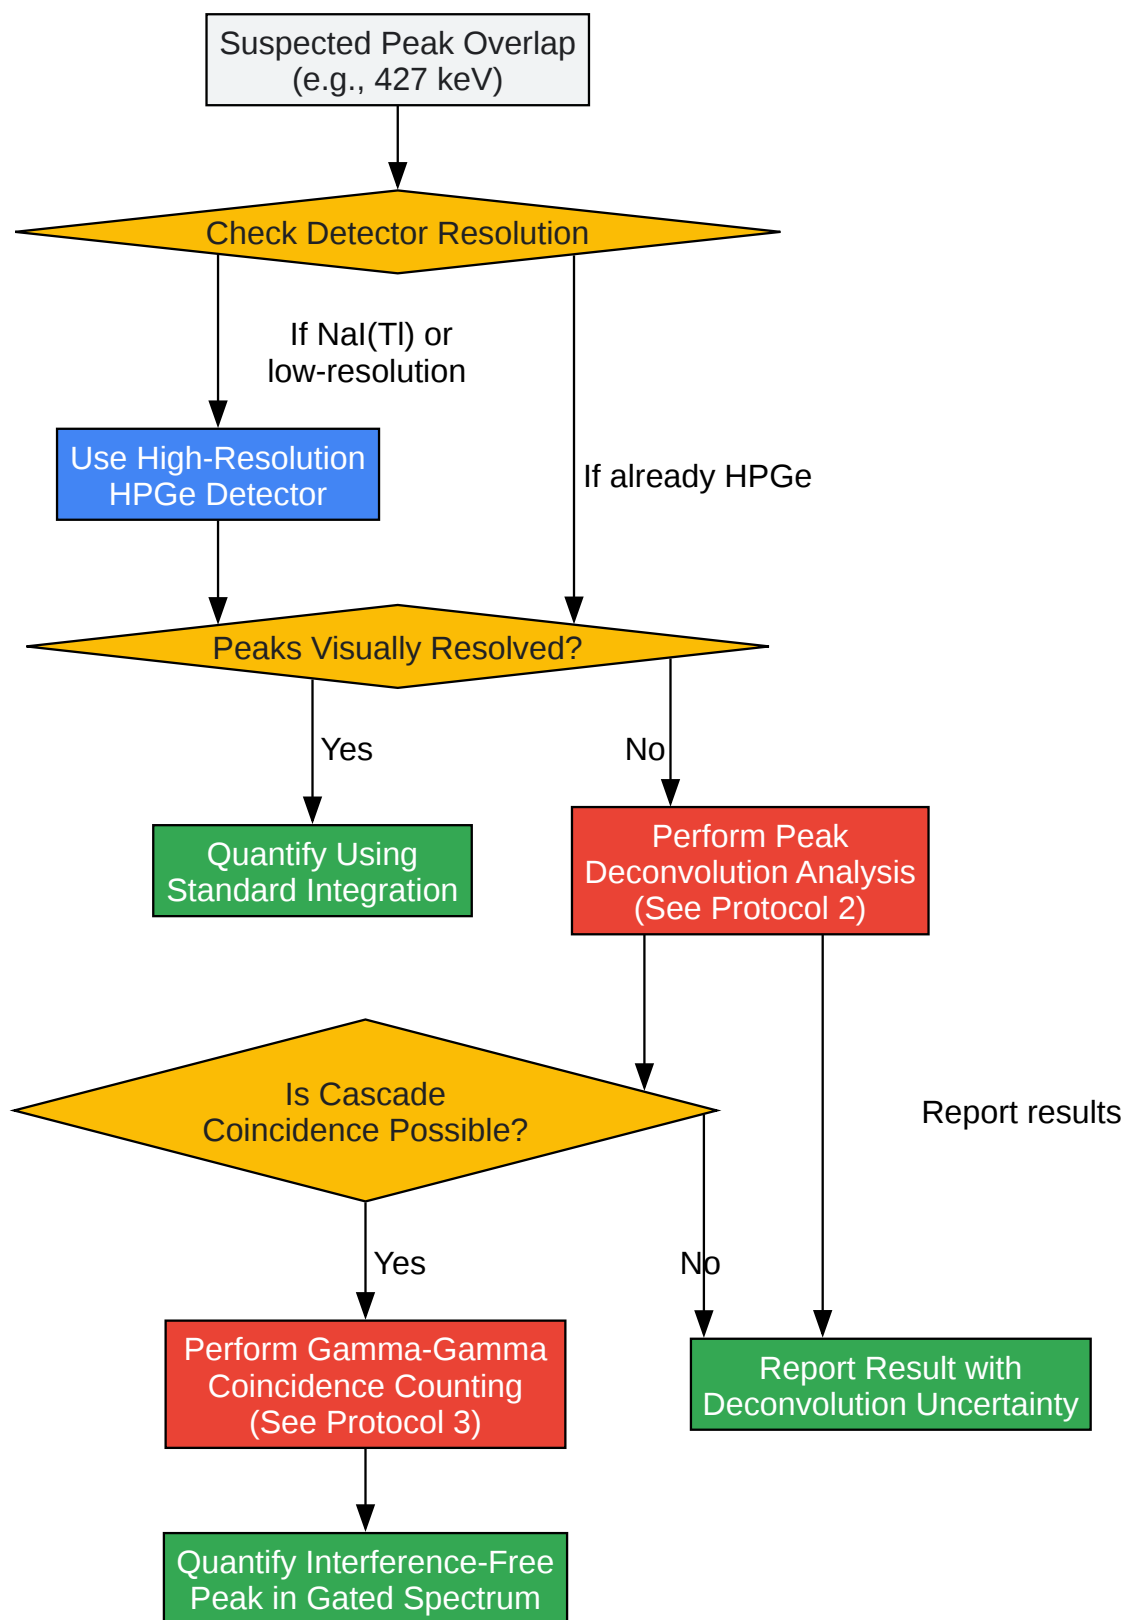 Suspected Peak Overlap
(e.g., 427 keV)
Check Detector Resolution
If NaI(Tl) or
low-resolution
Use High-Resolution
HPGe Detector
If already HPGe
Peaks Visually Resolved?
Yes
No
Quantify Using
Standard Integration
Perform Peak
Deconvolution Analysis
(See Protocol 2)
Is Cascade
Coincidence Possible?
Report results
Yes
No
Perform Gamma-Gamma
Coincidence Counting
(See Protocol 3)
Report Result with
Deconvolution Uncertainty
Quantify Interference-Free
Peak in Gated Spectrum